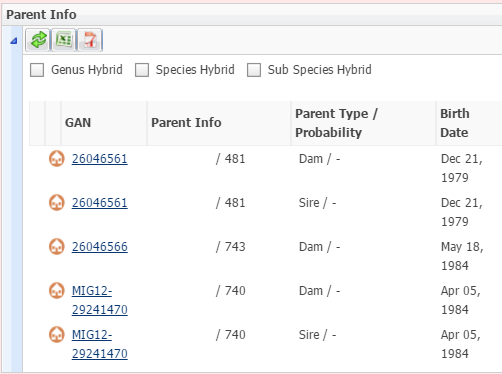 Parent Info
Genus Hybrid Species Hybrid Sub Species Hybrid
GAN Parent Info Parent Type / Probability Birth Date
26046561 / 481 Dam / - Dec 21, 1979
26046561 / 481 Sire / - Dec 21, 1979
26046566 / 743 Dam / - May 18, 1984
MIG12-29241470 / 740 Dam / - Apr 05, 1984
MIG12-29241470 / 740 Sire / - Apr 05, 1984